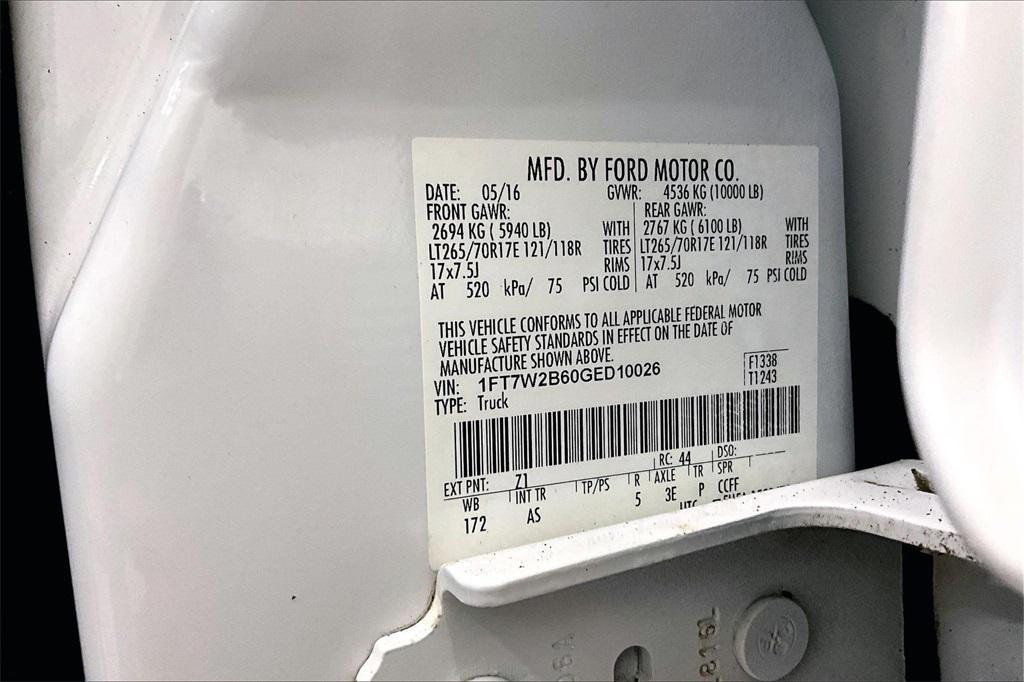 MFD. BY FORD MOTOR CO.
DATE: 05/16 GVWR: 4536 KG (10000 LB)
FRONT GAWR: REAR GAWR:
2694 KG ( 5940 LB) WITH 2767 KG ( 6100 LB) WITH
LT265/70R17E 121/118R TIRES LT265/70R17E 121/118R TIRES
17x7.5J RIMS 17x7.5J RIMS
AT 520 kPa/ 75 PSI COLD AT 520 kPa/ 75 PSI COLD
THIS VEHICLE CONFORMS TO ALL APPLICABLE FEDERAL MOTOR
VEHICLE SAFETY STANDARDS IN EFFECT ON THE DATE OF
MANUFACTURE SHOWN ABOVE.
VIN: 1FT7W2B60GED10026 F1338
TYPE: Truck T1243
EXT PNT: Z1 RC: 44 DSO:
WB INT TR TP/PS R AXLE TR SPR
172 AS 5 3E P CCFF